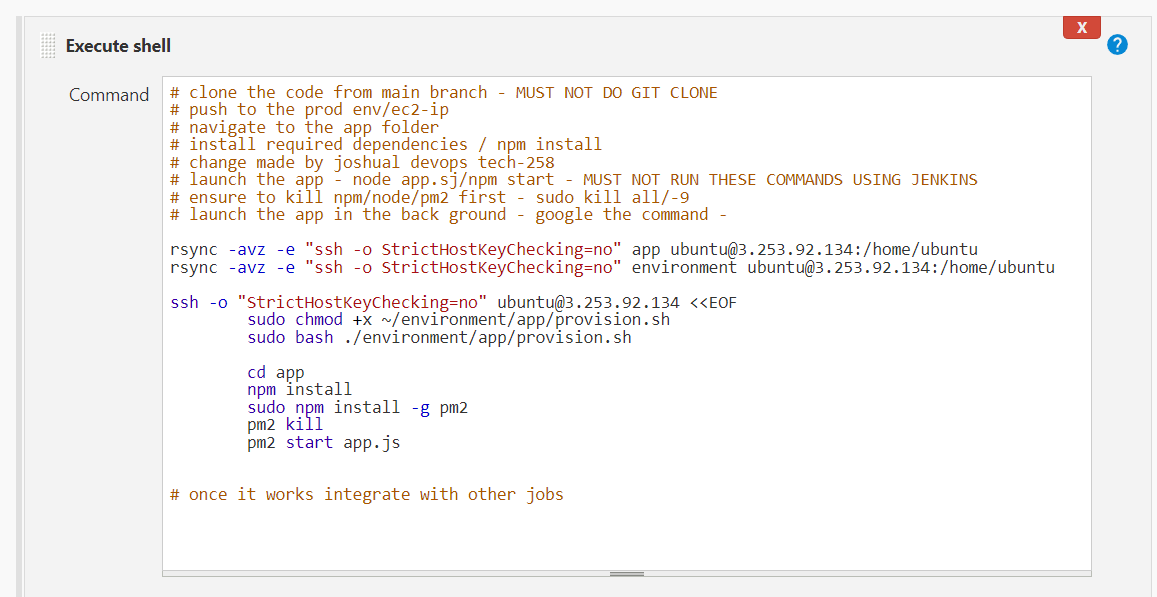 X
Execute shell
?
Command
# clone the code from main branch - MUST NOT DO GIT CLONE
# push to the prod env/ec2-ip
# navigate to the app folder
# install required dependencies / npm install
# change made by joshual devops tech-258
# launch the app - node app.sj/npm start - MUST NOT RUN THESE COMMANDS USING JENKINS
# ensure to kill npm/node/pm2 first - sudo kill all/-9
# launch the app in the back ground - google the command -
rsync -avz -e "ssh -o StrictHostKeyChecking=no" app ubuntu@3.253.92.134:/home/ubuntu
rsync -avz -e "ssh -o StrictHostKeyChecking=no" environment ubuntu@3.253.92.134:/home/ubuntu
ssh -o "StrictHostKeyChecking=no" ubuntu@3.253.92.134 <<EOF
sudo chmod +x ~/environment/app/provision.sh
sudo bash ./environment/app/provision.sh
cd app
npm install
sudo npm install -g pm2
pm2 kill
pm2 start app.js
# once it works integrate with other jobs